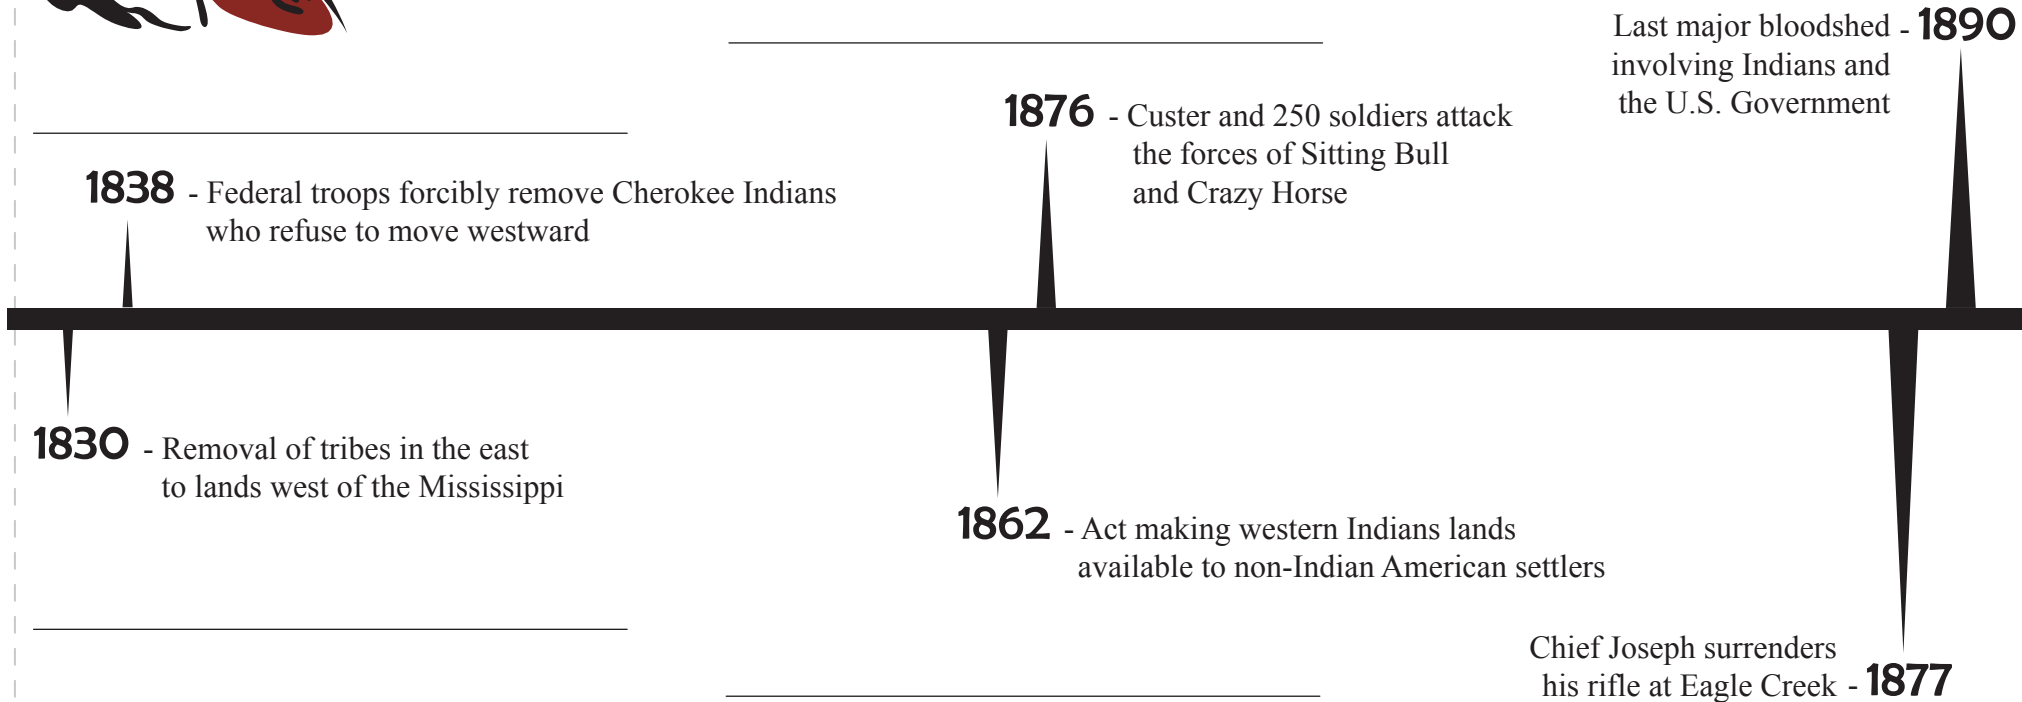 Last major bloodshed - 1890
involving Indians and
the U.S. Government
1876 - Custer and 250 soldiers attack
the forces of Sitting Bull
and Crazy Horse
1838 - Federal troops forcibly remove Cherokee Indians
who refuse to move westward
1830 - Removal of tribes in the east
to lands west of the Mississippi
1862 - Act making western Indians lands
available to non-Indian American settlers
Chief Joseph surrenders
his rifle at Eagle Creek - 1877